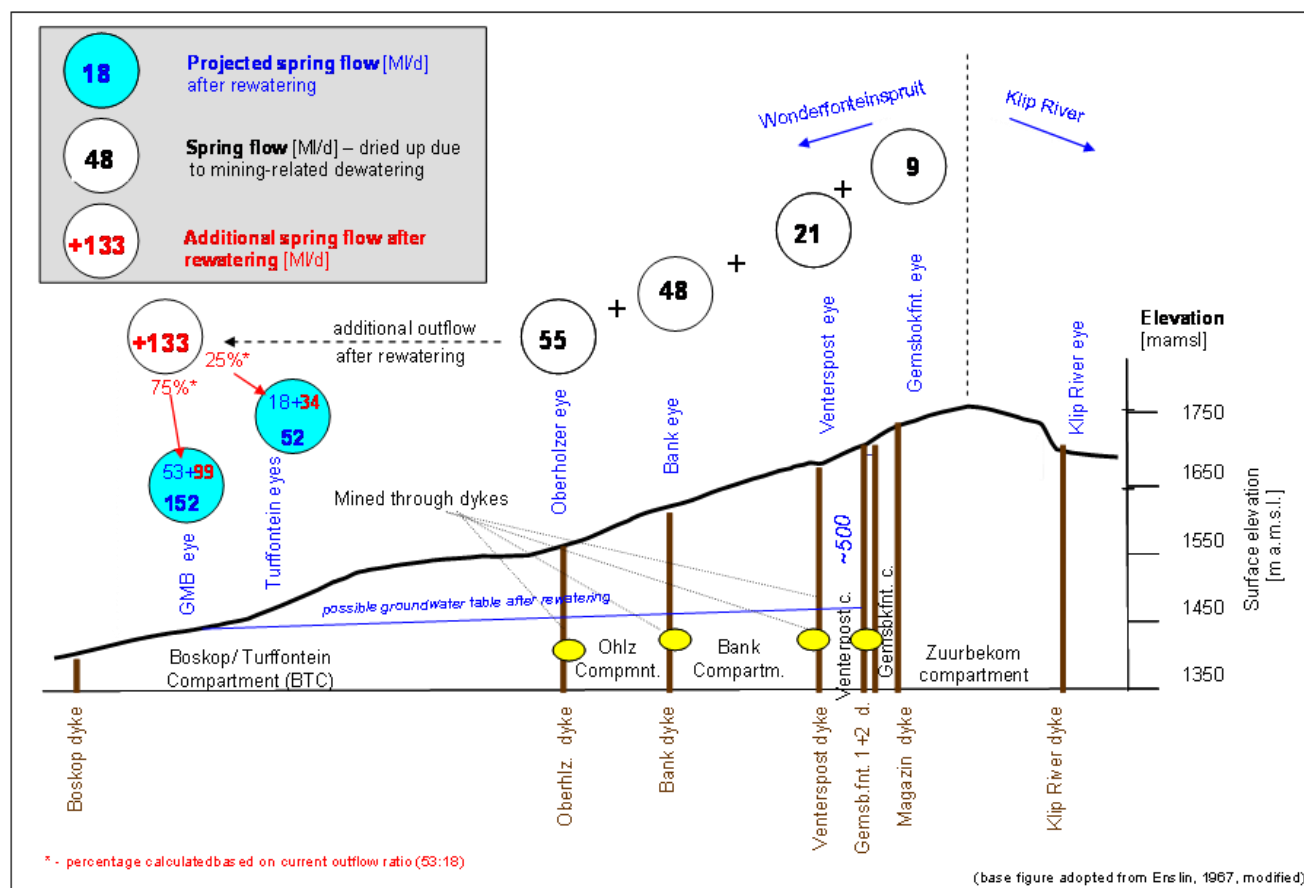 18
Projected spring flow [Ml/d]
after rewatering
48
Spring flow [Ml/d] – dried up due
to mining-related dewatering
+133
Additional spring flow after
rewatering [Ml/d]
Wonderfonteinspruit
Klip River
9
+
21
+
48
+
55
additional outflow
after rewatering
+133
25%*
75%*
18+34
52
53+99
152
GMB eye
Turffontein eyes
Oberholzer eye
Bank eye
Venterspost eye
Gemsbokfnt. eye
Klip River eye
Elevation
[mamsl]
1750
1650
1550
1450
1350
Surface elevation
[m a.m.s.l.]
Mined through dykes
~500
possible groundwater table after rewatering
Boskop/ Turffontein
Compartment (BTC)
Ohlz
Compmnt.
Bank
Compartm.
Venterpost c.
Gemsbkfnt. c.
Zuurbekom
compartment
Boskop dyke
Oberhlz. dyke
Bank dyke
Venterspost dyke
Gemsb.fnt. 1+2 d.
Magazin dyke
Klip River dyke
* - percentage calculated based on current outflow ratio (53:18)
(base figure adopted from Enslin, 1967, modified)